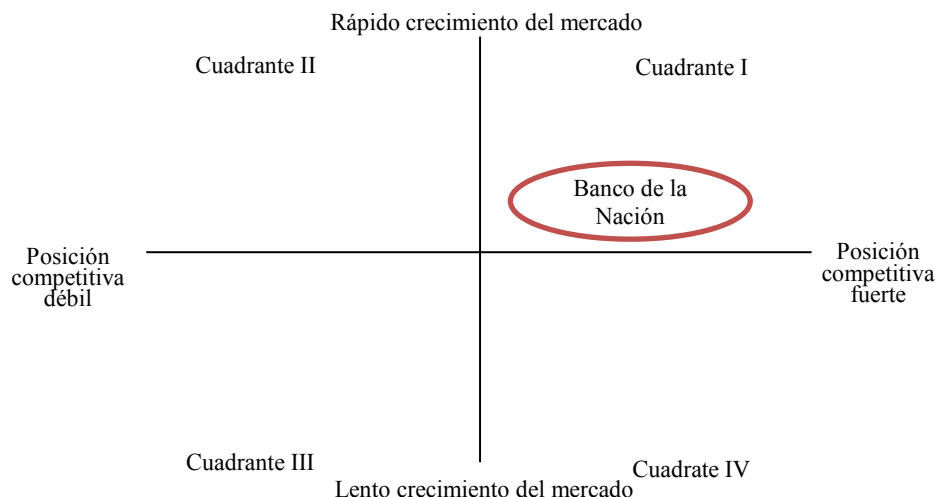 Rápido crecimiento del mercado
Cuadrante II
Cuadrante I
Banco de la
Nación
Posición
competitiva
débil
Posición
competitiva
fuerte
Cuadrante III
Cuadrate IV
Lento crecimiento del mercado